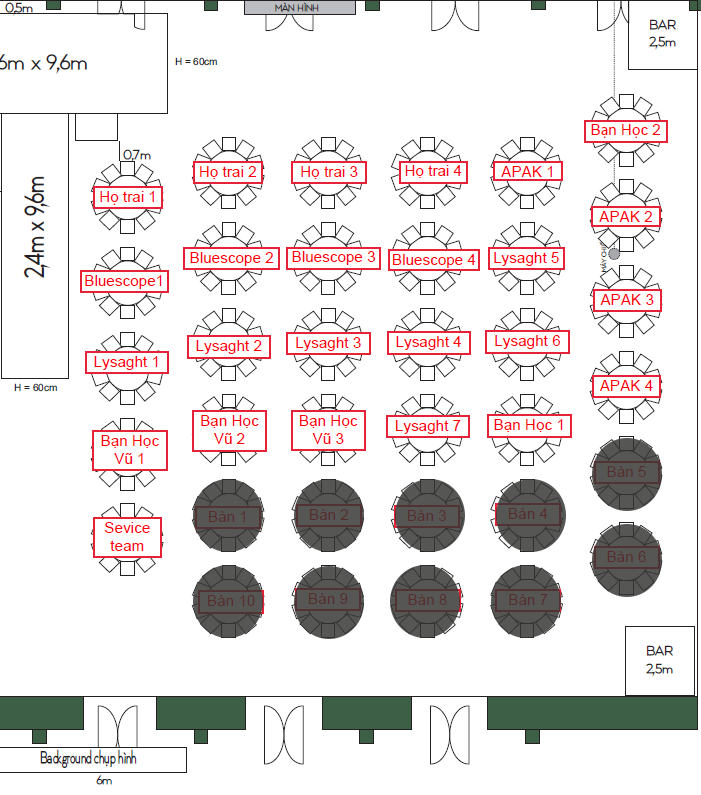 0,5m
MÀN HÌNH
BAR
2,5m
6m x 9,6m
H = 60cm
Bạn Học 2
0,7m
Họ trai 1
Họ trai 2
Họ trai 3
Họ trai 4
APAK 1
APAK 2
2,4m x 9,6m
Bluescope1
Bluescope 2
Bluescope 3
Bluescope 4
Lysaght 5
MÁY CHIẾU
APAK 3
Lysaght 1
Lysaght 2
Lysaght 3
Lysaght 4
Lysaght 6
H = 60cm
APAK 4
Bạn Học
Vũ 1
Bạn Học
Vũ 2
Bạn Học
Vũ 3
Lysaght 7
Bạn Học 1
Bàn 5
Sevice
team
Bàn 1
Bàn 2
Bàn 3
Bàn 4
Bàn 6
Bàn 10
Bàn 9
Bàn 8
Bàn 7
BAR
2,5m
Background chụp hình
6m